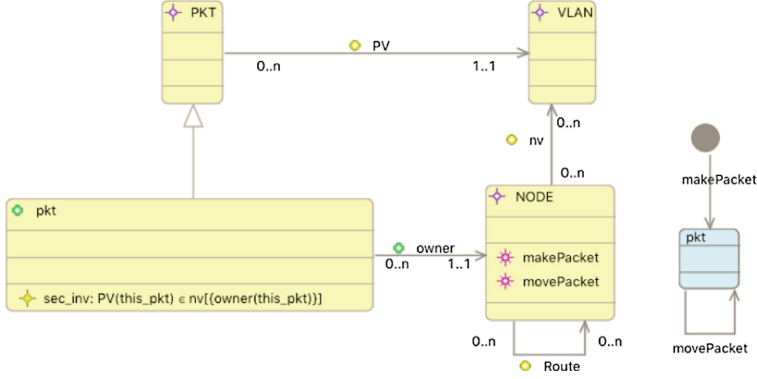 PKT
VLAN
PV
0..n
1..1
0..n
nv
0..n
makePacket
pkt
NODE
pkt
owner
0..n
1..1
makePacket
movePacket
sec_inv: PV(this_pkt) ∈ nv[{owner(this_pkt)}]
0..n
0..n
movePacket
Route